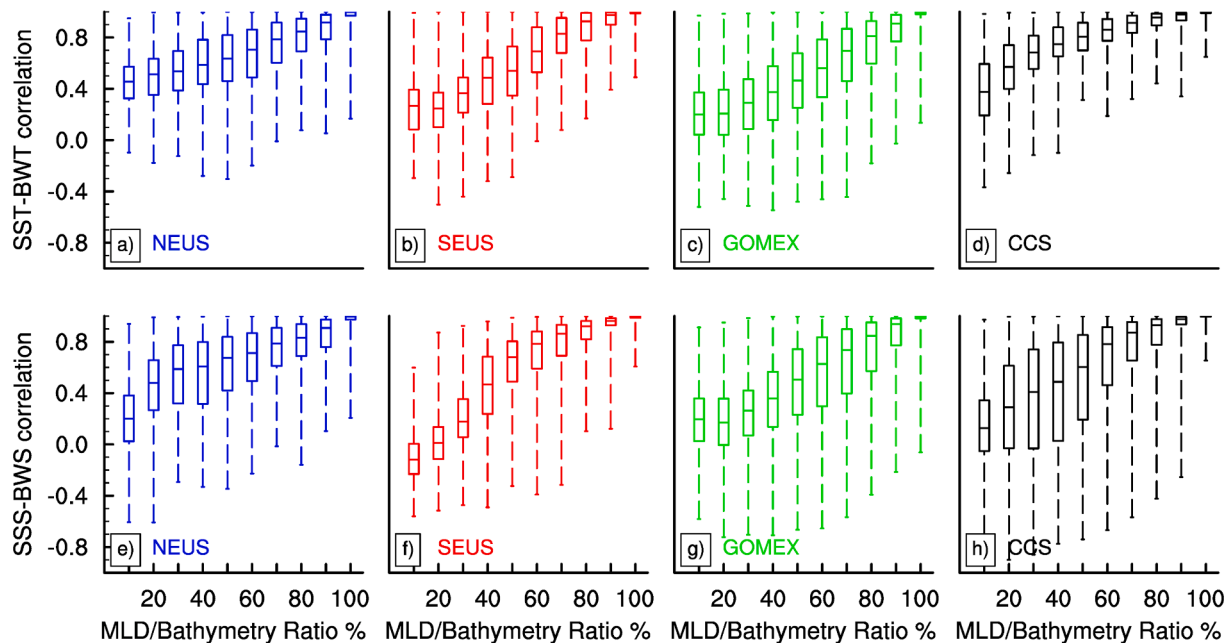 SST-BWT correlation
0.8
0.4
0.0
-0.4
-0.8
a) NEUS
b) SEUS
c) GOMEX
d) CCS
SSS-BWS correlation
0.8
0.4
0.0
-0.4
-0.8
e) NEUS
f) SEUS
g) GOMEX
h) CCS
20 40 60 80 100
20 40 60 80 100
20 40 60 80 100
20 40 60 80 100
MLD/Bathymetry Ratio %
MLD/Bathymetry Ratio %
MLD/Bathymetry Ratio %
MLD/Bathymetry Ratio %